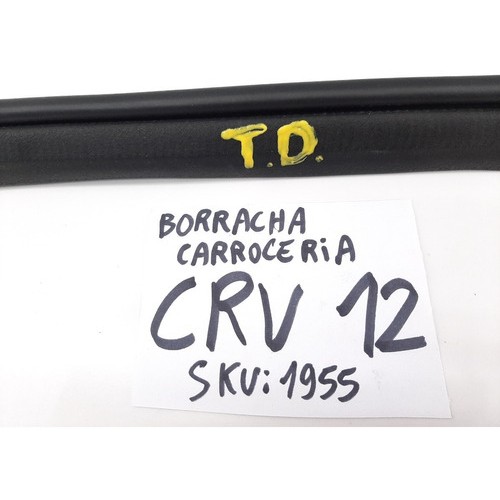 T.D.
BORRACHA
CARROCERiA
CRV 12
SKU: 1955